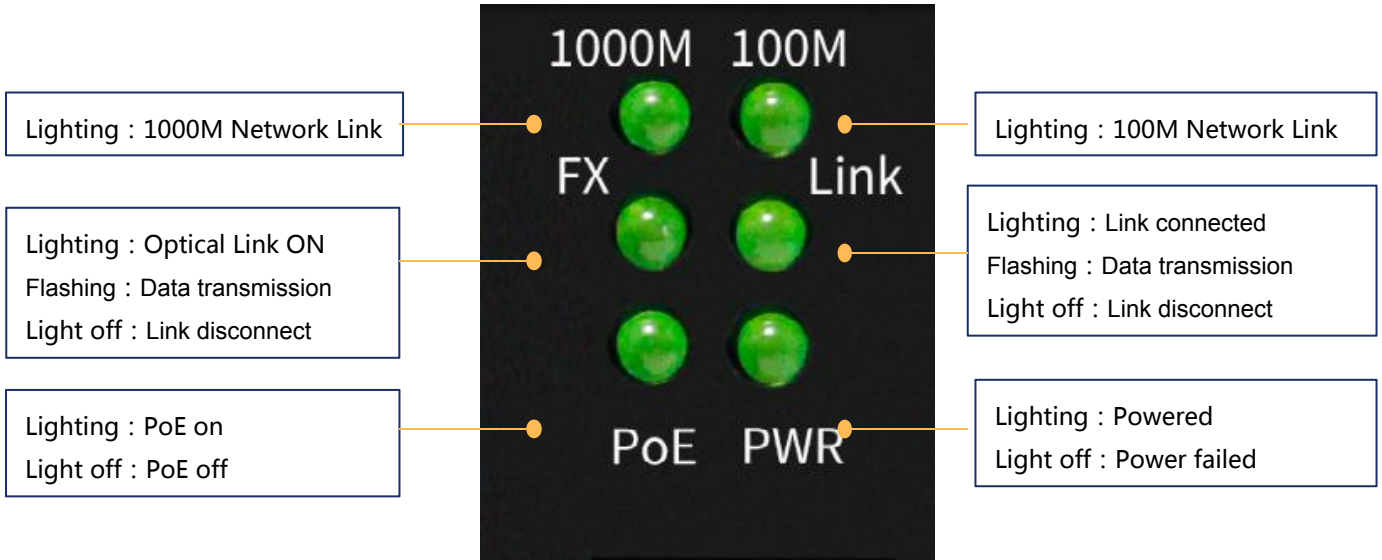 1000M 100M
Lighting : 1000M Network Link
Lighting : 100M Network Link
FX Link
Lighting : Optical Link ON
Flashing : Data transmission
Light off : Link disconnect
Lighting : Link connected
Flashing : Data transmission
Light off : Link disconnect
Lighting : PoE on
Light off : PoE off
PoE PWR
Lighting : Powered
Light off : Power failed